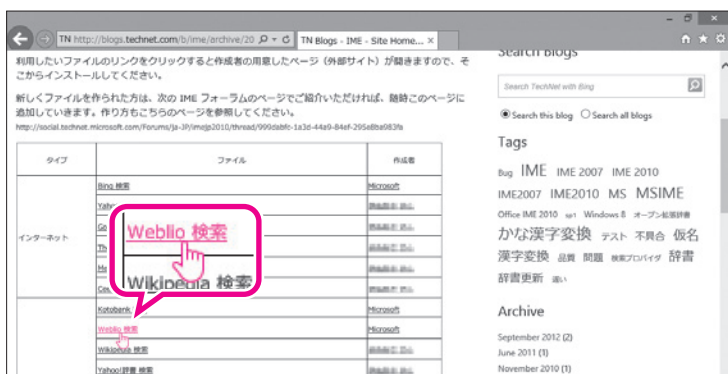 TN http://blogs.technet.com/b/ime/archive/20
TN Blogs - IME - Site Home...
利用したいファイルのリンクをクリックすると作成者の用意したページ（外部サイト）が開きますので、そ
こからインストールしてください。
新しくファイルを作られた方は、次の IME フォーラムのページでご紹介いただければ、随時このページに
追加していきます。作り方もこちらのページを参照してください。
http://social.technet.microsoft.com/Forums/ja-JP/imejp2010/thread/999dabfc-1a3d-44a9-84ef-295e8ba983fa
タイプ ファイル 作成者
インターネット
Bing 検索 Microsoft
Weblio 検索
Wikipedia 検索
Kotobank Microsoft
Weblio 検索 Microsoft
Wikipedia 検索
Yahoo!辞書 検索
Search Blogs
Search TechNet with Bing
Search this blog Search all blogs
Tags
Bug IME IME 2007 IME 2010
IME2007 IME2010 MS MSIME
Office IME 2010 sp1 Windows 8 オープン拡張辞書
かな漢字変換 テスト 不具合 仮名
漢字変換 品質 問題 検索プロバイダ 辞書
辞書更新 遅い
Archive
September 2012 (2)
June 2011 (1)
November 2010 (1)